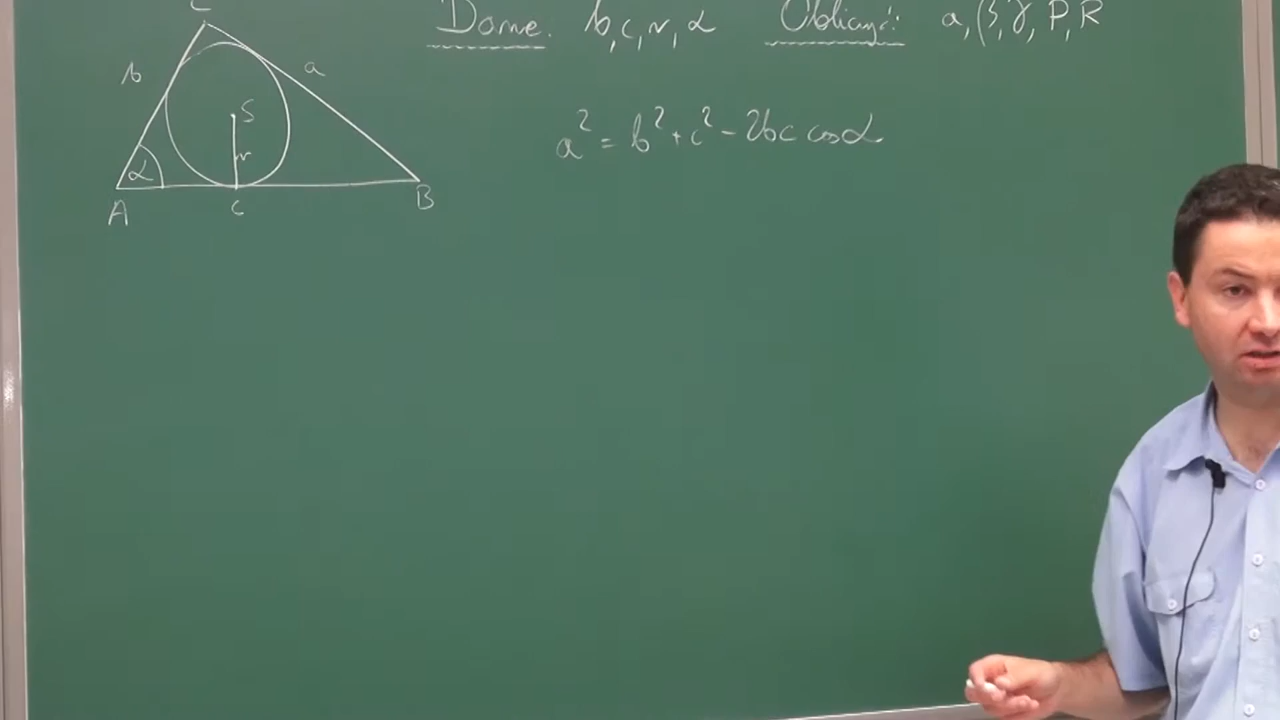 Dane: b, c, r, α Obliczyć: a, β, γ, P, R
C
b
a
S
r
α
A
c
B
a² = b² + c² - 2bc cosα